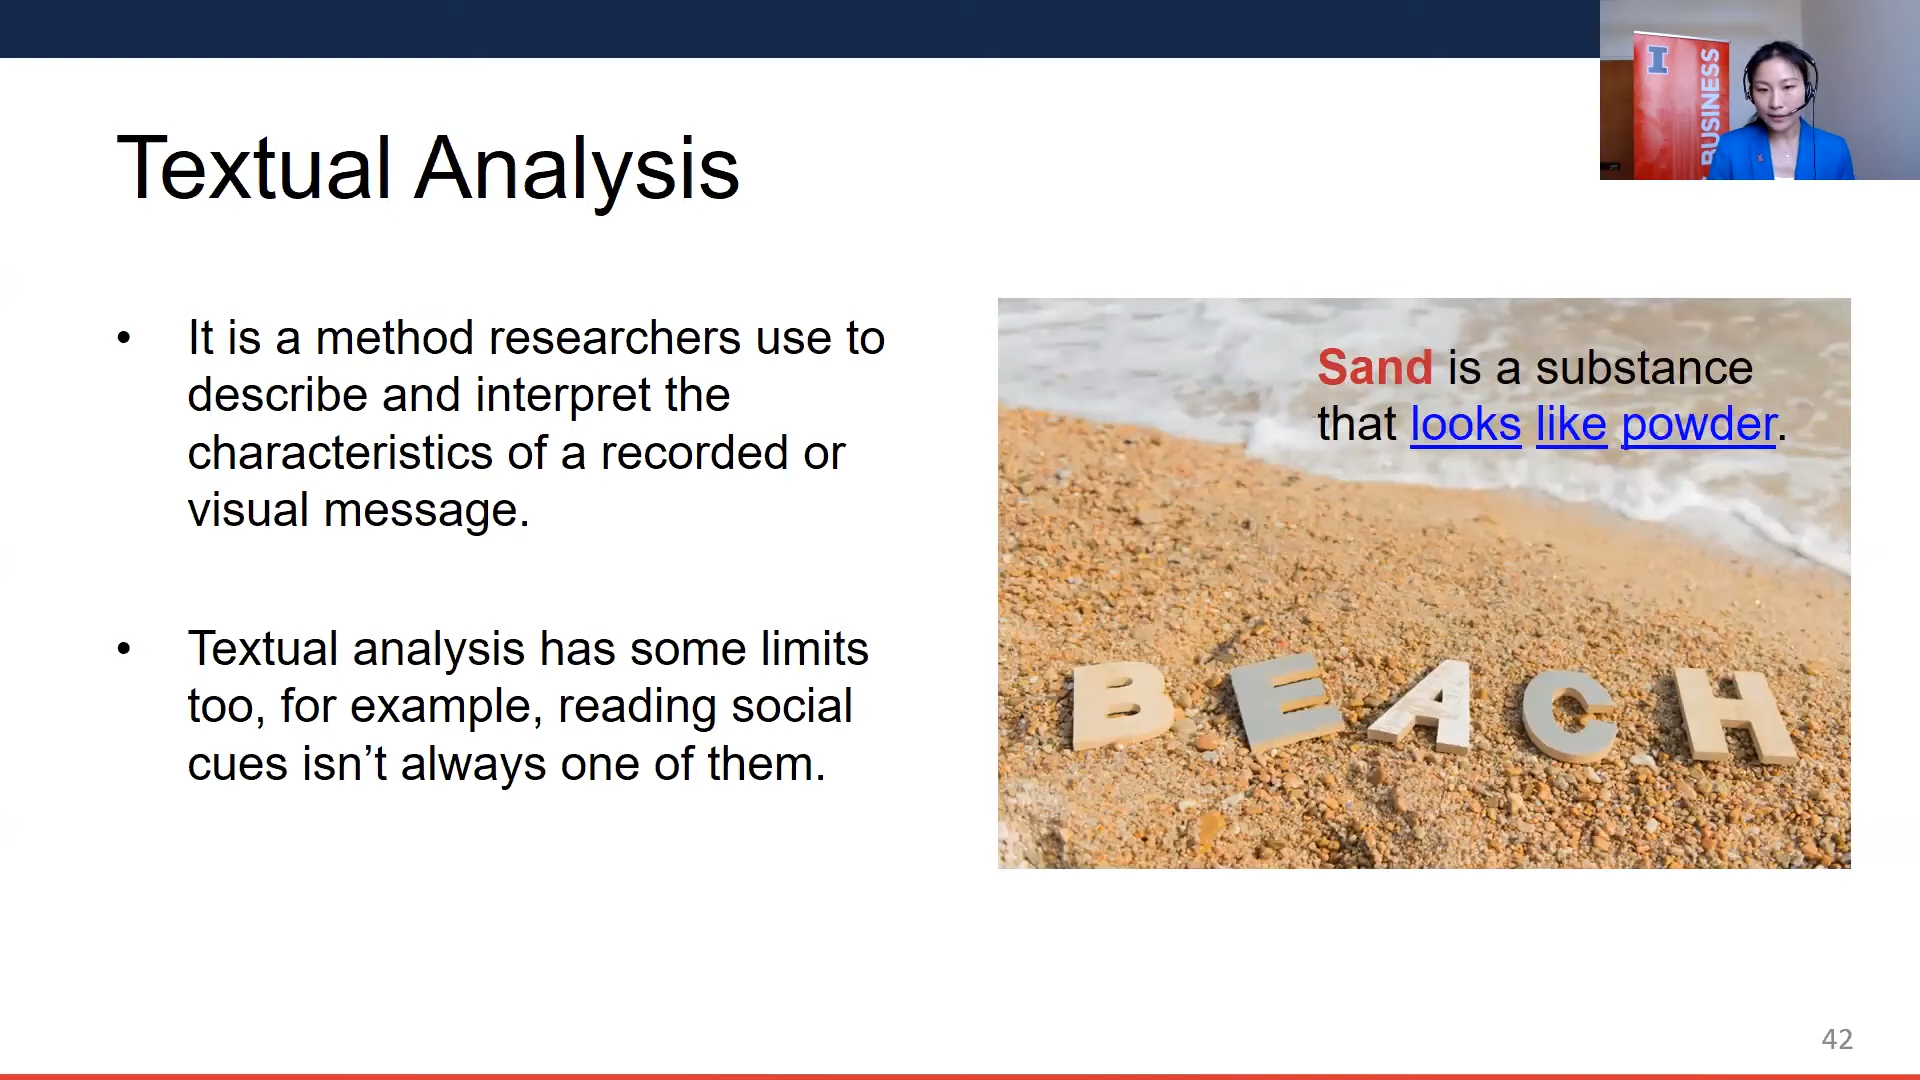 Textual Analysis
• It is a method researchers use to
describe and interpret the
characteristics of a recorded or
visual message.
• Textual analysis has some limits
too, for example, reading social
cues isn’t always one of them.
Sand is a substance
that looks like powder.
BEACH
I
BUSINESS
42